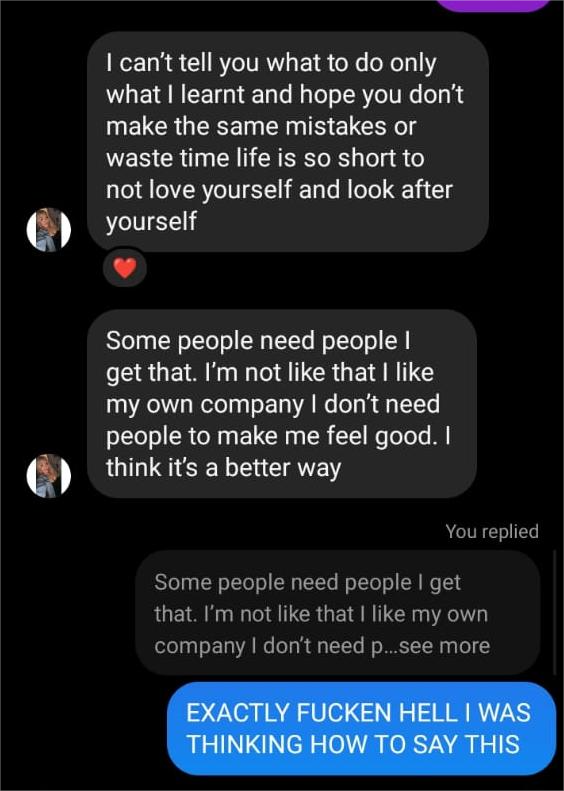 I can't tell you what to do only
what I learnt and hope you don't
make the same mistakes or
waste time life is so short to
not love yourself and look after
yourself
Some people need people I
get that. I'm not like that I like
my own company I don't need
people to make me feel good. I
think it's a better way
You replied
Some people need people I get
that. I'm not like that I like my own
company I don't need p...see more
EXACTLY FUCKEN HELL I WAS
THINKING HOW TO SAY THIS